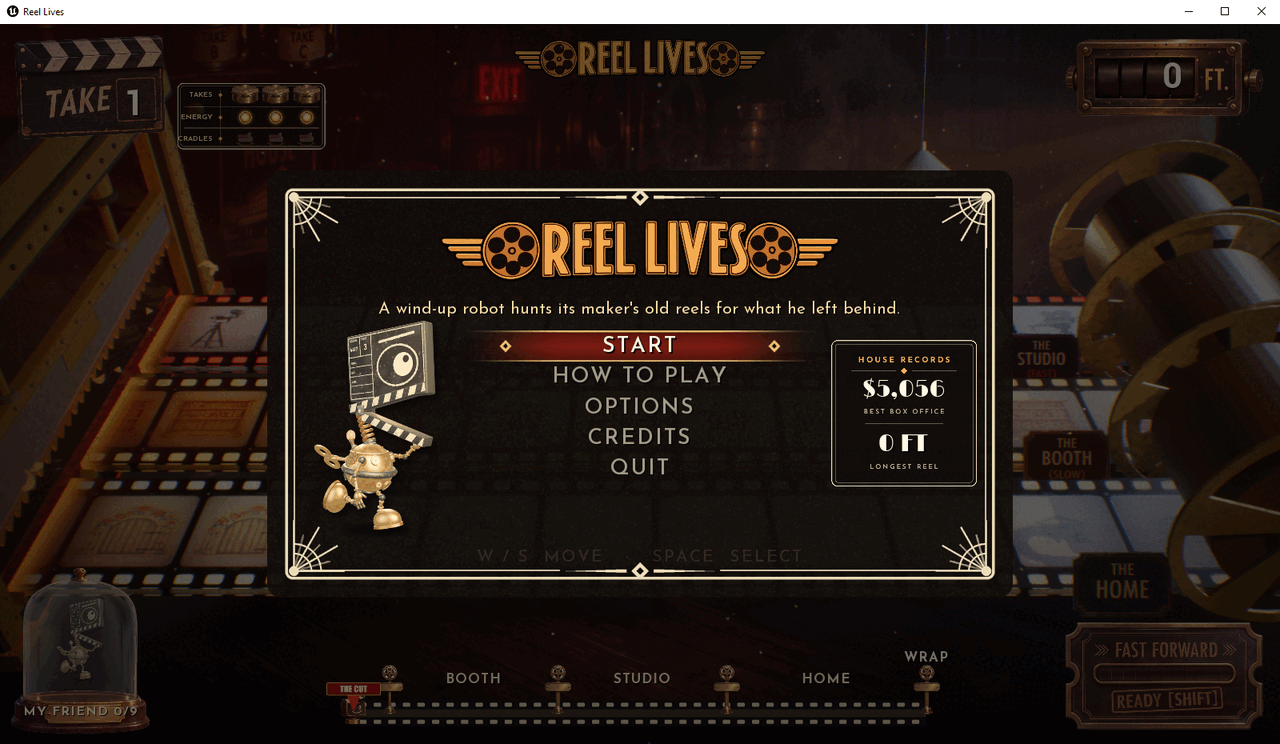 Reel Lives
TAKE 1
TAKES
ENERGY
CRADLES
TAKE
B
TAKE
C
EXIT
REEL LIVES
0 FT.
REEL LIVES
A wind-up robot hunts its maker's old reels for what he left behind.
START
HOW TO PLAY
OPTIONS
CREDITS
QUIT
W / S MOVE · SPACE SELECT
HOUSE RECORDS
$5,056
BEST BOX OFFICE
0 FT
LONGEST REEL
THE
STUDIO
(FAST)
THE
BOOTH
(SLOW)
THE
HOME
MY FRIEND 0/9
THE CUT
BOOTH
STUDIO
HOME
WRAP
FAST FORWARD
READY [SHIFT]